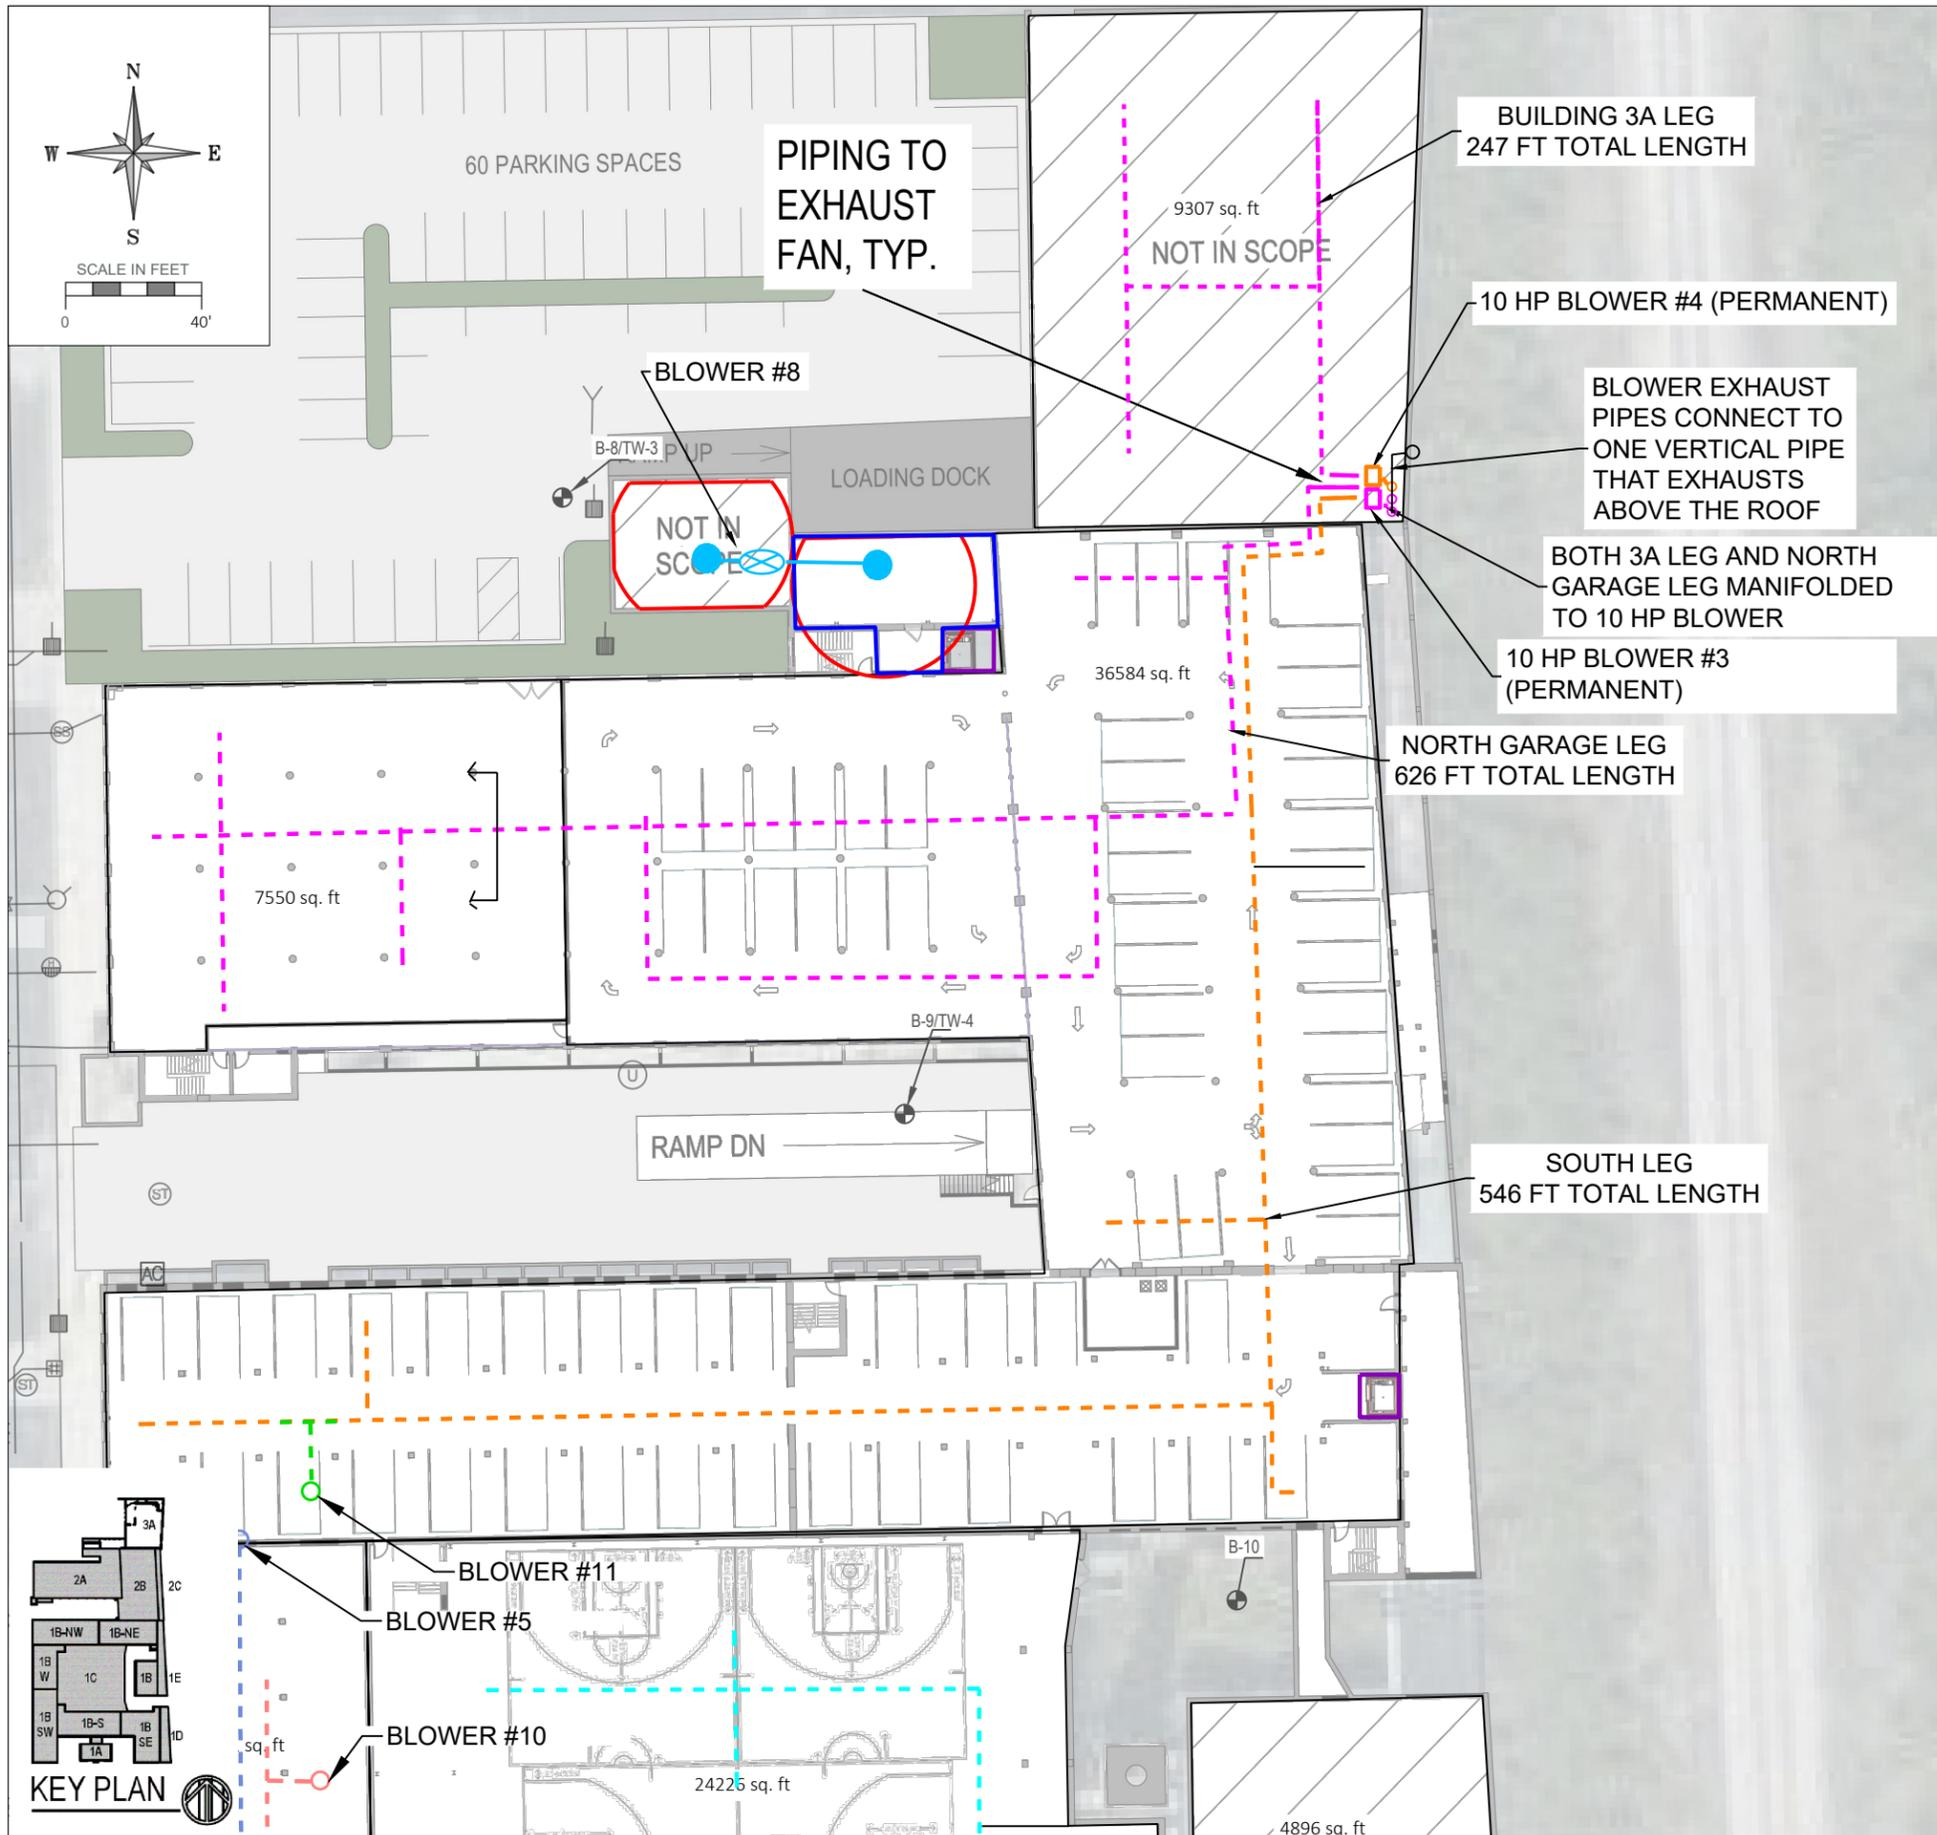 N
W
E
S
SCALE IN FEET
0
40'
60 PARKING SPACES
PIPING TO
EXHAUST
FAN, TYP.
BUILDING 3A LEG
247 FT TOTAL LENGTH
9307 sq. ft
NOT IN SCOPE
10 HP BLOWER #4 (PERMANENT)
BLOWER #8
BLOWER EXHAUST
PIPES CONNECT TO
ONE VERTICAL PIPE
THAT EXHAUSTS
ABOVE THE ROOF
B-8/TW-3
RAMP UP
LOADING DOCK
NOT IN
SCOPE
BOTH 3A LEG AND NORTH
GARAGE LEG MANIFOLDED
TO 10 HP BLOWER
10 HP BLOWER #3
(PERMANENT)
36584 sq. ft
SS
NORTH GARAGE LEG
626 FT TOTAL LENGTH
7550 sq. ft
B-9/TW-4
U
RAMP DN
ST
SOUTH LEG
546 FT TOTAL LENGTH
AC
ST
BLOWER #11
BLOWER #5
B-10
BLOWER #10
sq. ft
24226 sq. ft
4896 sq. ft
3A
2A
2B
2C
1B-NW
1B-NE
1B
W
1C
1B
1E
1B
SW
1B-S
1B
SE
1D
1A
KEY PLAN